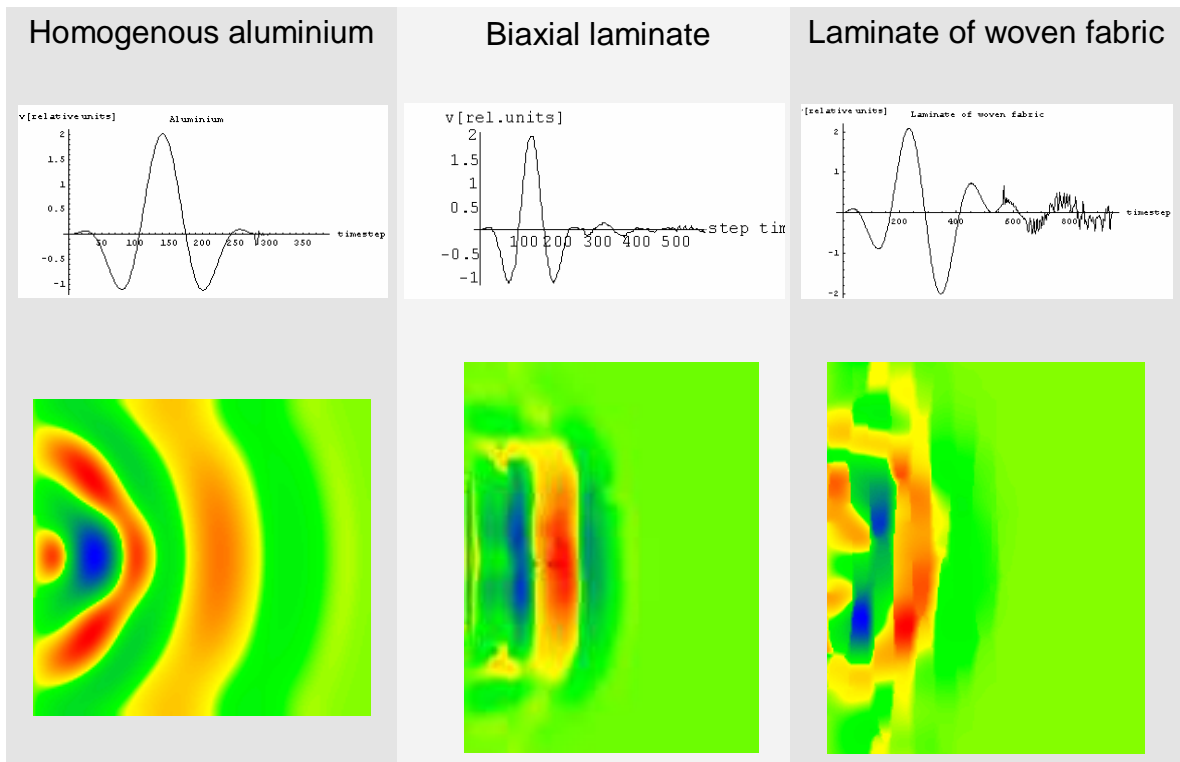 Homogenous aluminium
Biaxial laminate
Laminate of woven fabric
v[relative units] Aluminium
2
1.5
1
0.5
-0.5
-1
50 100 150 200 250 300 350 timestep
v[rel.units]
2
1.5
1
0.5
-0.5
-1
100 200 300 400 500 step tim
[relative units] Laminate of woven fabric
2
1
-1
-2
200 400 600 timestep